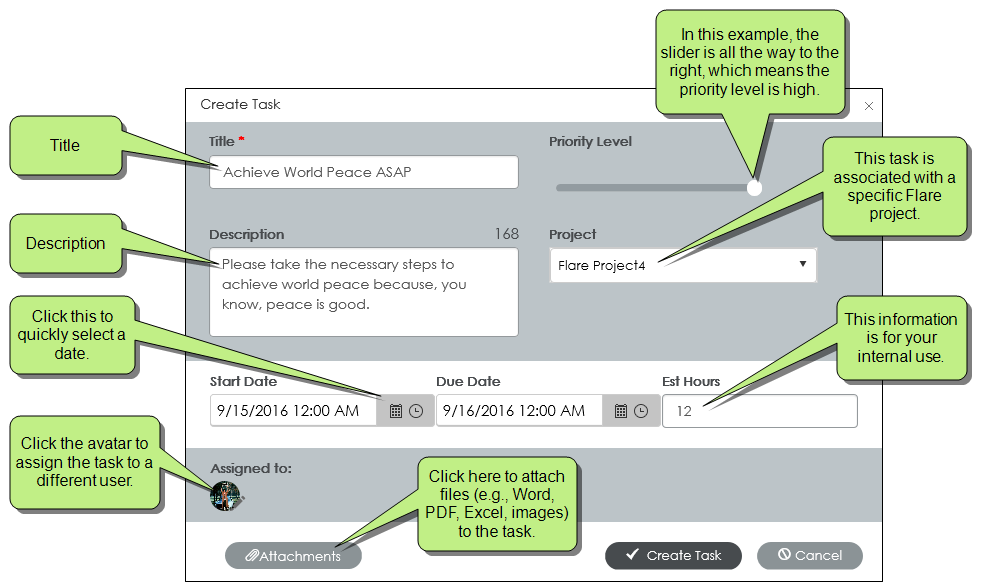 In this example, the
slider is all the way to the
right, which means the
priority level is high.
Create Task
×
Title
Title *
Priority Level
This task is
associated with a
specific Flare
project.
Achieve World Peace ASAP
Description
Description 168
Project
Please take the necessary steps to
achieve world peace because, you
know, peace is good.
Flare Project4
Click this to
quickly select a
date.
This information
is for your
internal use.
Start Date
Due Date
Est Hours
9/15/2016 12:00 AM
9/16/2016 12:00 AM
12
Click the avatar to
assign the task to a
different user.
Assigned to:
Click here to attach
files (e.g., Word,
PDF, Excel, images)
to the task.
Attachments
Create Task
Cancel